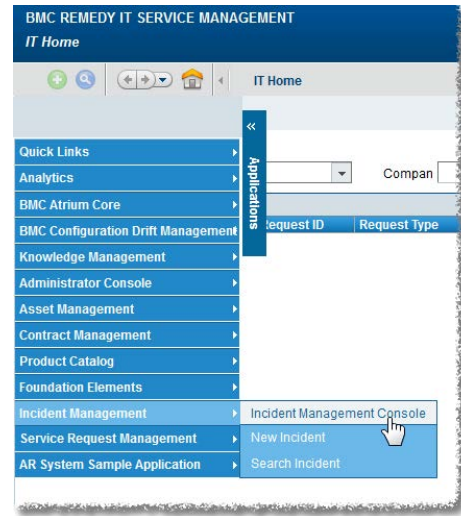 BMC REMEDY IT SERVICE MANAGEMENT
IT Home
IT Home
Quick Links
Analytics
BMC Atrium Core
BMC Configuration Drift Management
Knowledge Management
Administrator Console
Asset Management
Contract Management
Product Catalog
Foundation Elements
Incident Management
Service Request Management
AR System Sample Application
Applications
Compan
Request ID Request Type
Incident Management Console
New Incident
Search Incident